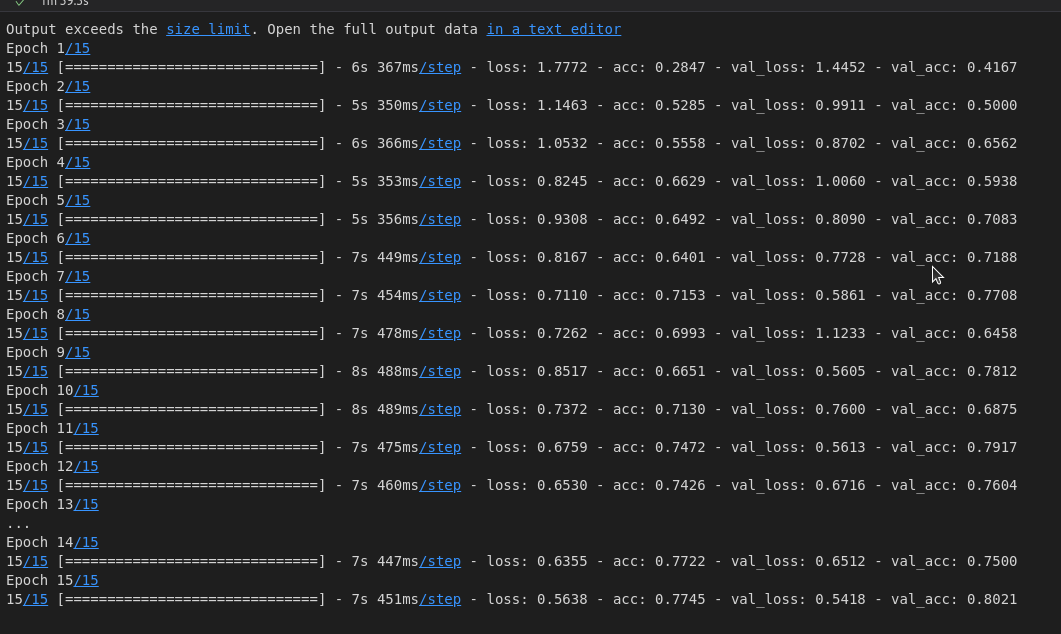 1m 59.5s
Output exceeds the size limit. Open the full output data in a text editor
Epoch 1/15
15/15 [==============================] - 6s 367ms/step - loss: 1.7772 - acc: 0.2847 - val_loss: 1.4452 - val_acc: 0.4167
Epoch 2/15
15/15 [==============================] - 5s 350ms/step - loss: 1.1463 - acc: 0.5285 - val_loss: 0.9911 - val_acc: 0.5000
Epoch 3/15
15/15 [==============================] - 6s 366ms/step - loss: 1.0532 - acc: 0.5558 - val_loss: 0.8702 - val_acc: 0.6562
Epoch 4/15
15/15 [==============================] - 5s 353ms/step - loss: 0.8245 - acc: 0.6629 - val_loss: 1.0060 - val_acc: 0.5938
Epoch 5/15
15/15 [==============================] - 5s 356ms/step - loss: 0.9308 - acc: 0.6492 - val_loss: 0.8090 - val_acc: 0.7083
Epoch 6/15
15/15 [==============================] - 7s 449ms/step - loss: 0.8167 - acc: 0.6401 - val_loss: 0.7728 - val_acc: 0.7188
Epoch 7/15
15/15 [==============================] - 7s 454ms/step - loss: 0.7110 - acc: 0.7153 - val_loss: 0.5861 - val_acc: 0.7708
Epoch 8/15
15/15 [==============================] - 7s 478ms/step - loss: 0.7262 - acc: 0.6993 - val_loss: 1.1233 - val_acc: 0.6458
Epoch 9/15
15/15 [==============================] - 8s 488ms/step - loss: 0.8517 - acc: 0.6651 - val_loss: 0.5605 - val_acc: 0.7812
Epoch 10/15
15/15 [==============================] - 8s 489ms/step - loss: 0.7372 - acc: 0.7130 - val_loss: 0.7600 - val_acc: 0.6875
Epoch 11/15
15/15 [==============================] - 7s 475ms/step - loss: 0.6759 - acc: 0.7472 - val_loss: 0.5613 - val_acc: 0.7917
Epoch 12/15
15/15 [==============================] - 7s 460ms/step - loss: 0.6530 - acc: 0.7426 - val_loss: 0.6716 - val_acc: 0.7604
Epoch 13/15
...
Epoch 14/15
15/15 [==============================] - 7s 447ms/step - loss: 0.6355 - acc: 0.7722 - val_loss: 0.6512 - val_acc: 0.7500
Epoch 15/15
15/15 [==============================] - 7s 451ms/step - loss: 0.5638 - acc: 0.7745 - val_loss: 0.5418 - val_acc: 0.8021